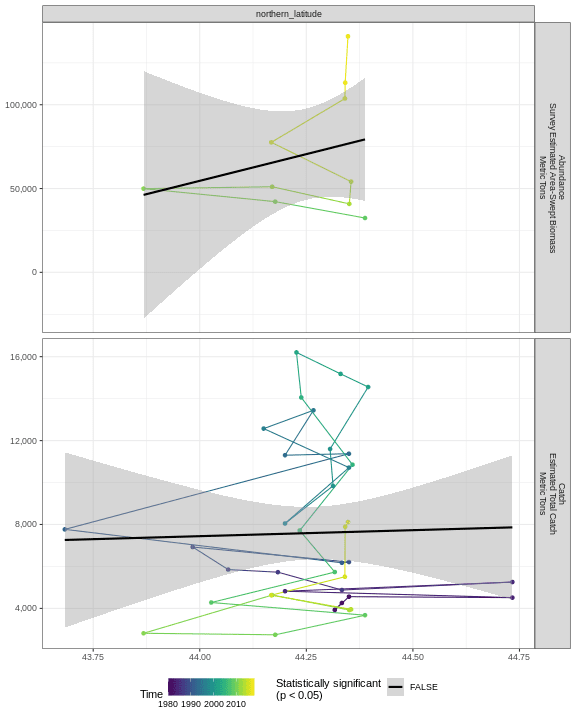 northern_latitude
100,000
50,000
0
Abundance
Survey Estimated Area-Swept Biomass
Metric Tons
16,000
12,000
8,000
4,000
Catch
Estimated Total Catch
Metric Tons
43.75 44.00 44.25 44.50 44.75
Time
1980 1990 2000 2010
Statistically significant
(p < 0.05)
FALSE